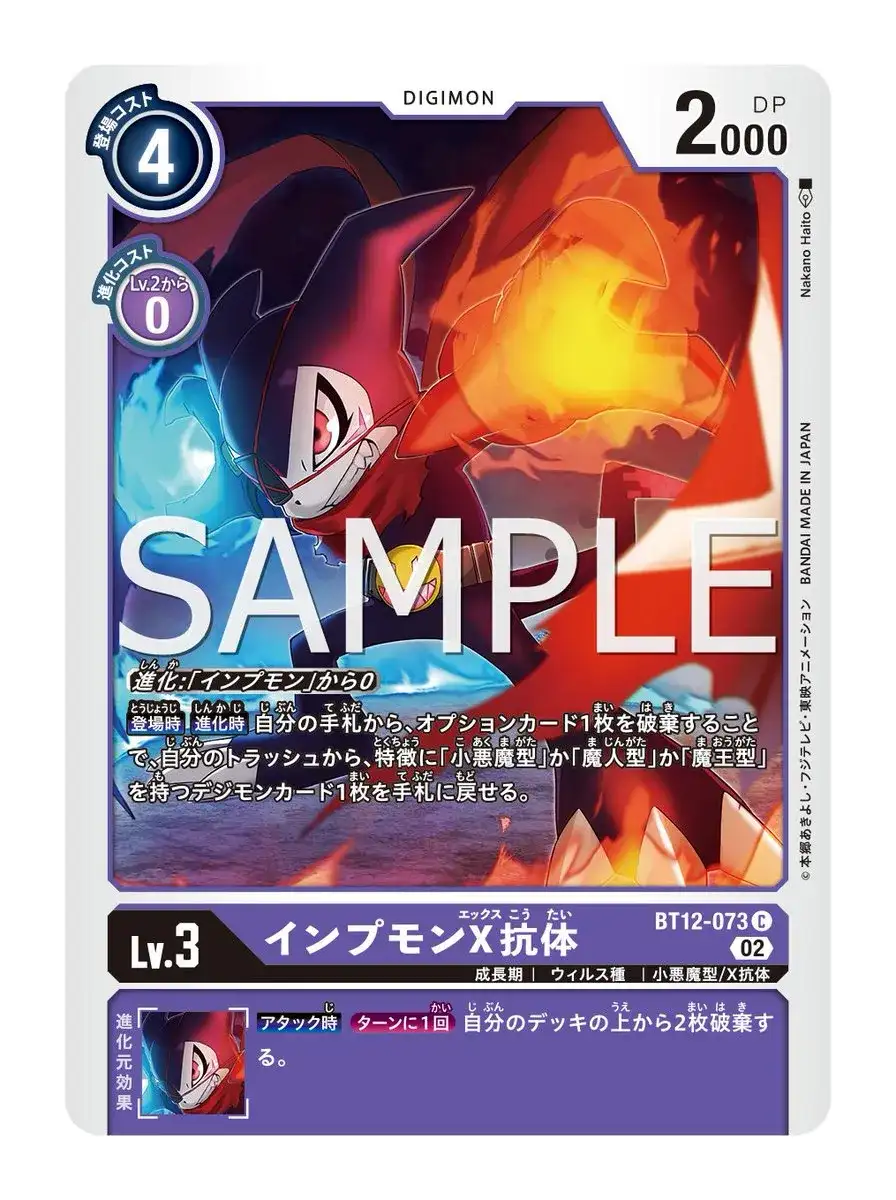 DIGIMON
登場コスト
4
2000
DP
進化コスト
Lv.2から
0
Nakano Haito
SAMPLE
進化:「インプモン」から0
登場時 進化時 自分の手札から、オプションカード1枚を破棄すること
で、自分のトラッシュから、特徴に「小悪魔型」か「魔人型」か「魔王型」
を持つデジモンカード1枚を手札に戻せる。
© 本郷あきよし・フジテレビ・東映アニメーション BANDAI MADE IN JAPAN
Lv.3
インプモンX抗体
BT12-073 C
02
成長期 | ウィルス種 | 小悪魔型/X抗体
進化元効果
アタック時 ターンに1回 自分のデッキの上から2枚破棄す
る。